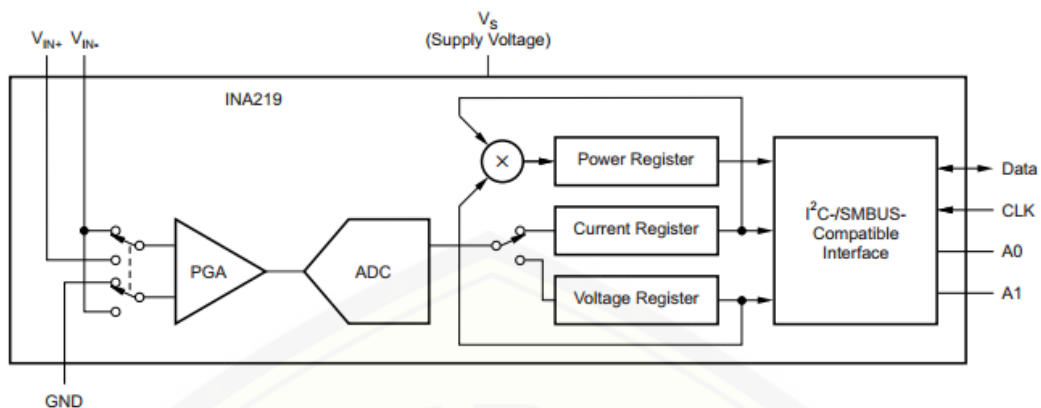 V_S
(Supply Voltage)
V_IN+ V_IN-
INA219
Power Register
Current Register
Voltage Register
×
PGA
ADC
I²C-/SMBUS-
Compatible
Interface
Data
CLK
A0
A1
GND